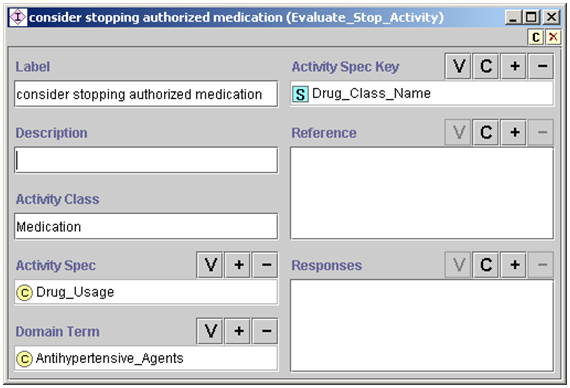 consider stopping authorized medication (Evaluate_Stop_Activity)
C
Label
consider stopping authorized medication
Description
Activity Class
Medication
Activity Spec V + −
C Drug_Usage
Domain Term V + −
C Antihypertensive_Agents
Activity Spec Key V C + −
S Drug_Class_Name
Reference V C + −
Responses V C + −